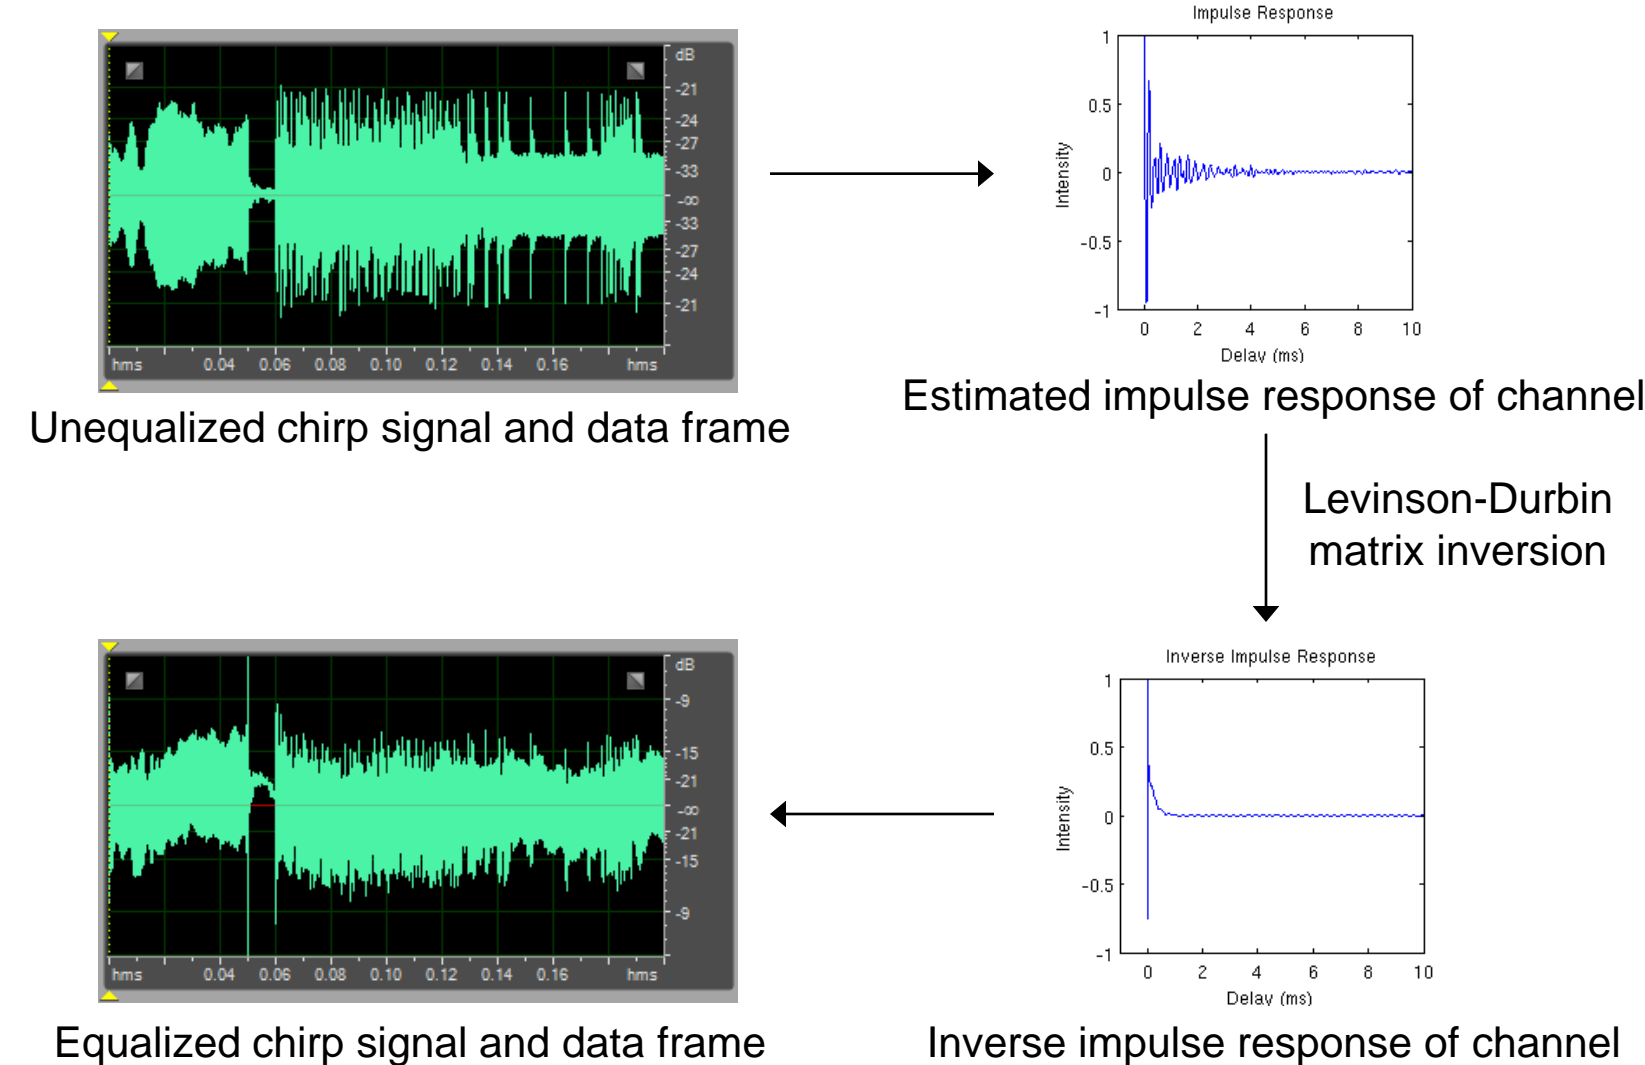 Impulse Response
dB
-21
-24
-27
-33
-∞
-33
-27
-24
-21
hms 0.04 0.06 0.08 0.10 0.12 0.14 0.16 hms
1
0.5
0
-0.5
-1
Intensity
0 2 4 6 8 10
Delay (ms)
Unequalized chirp signal and data frame
Estimated impulse response of channel
Levinson-Durbin
matrix inversion
dB
-9
-15
-21
-∞
-21
-15
-9
hms 0.04 0.06 0.08 0.10 0.12 0.14 0.16 hms
Inverse Impulse Response
1
0.5
0
-0.5
-1
Intensity
0 2 4 6 8 10
Delay (ms)
Equalized chirp signal and data frame
Inverse impulse response of channel